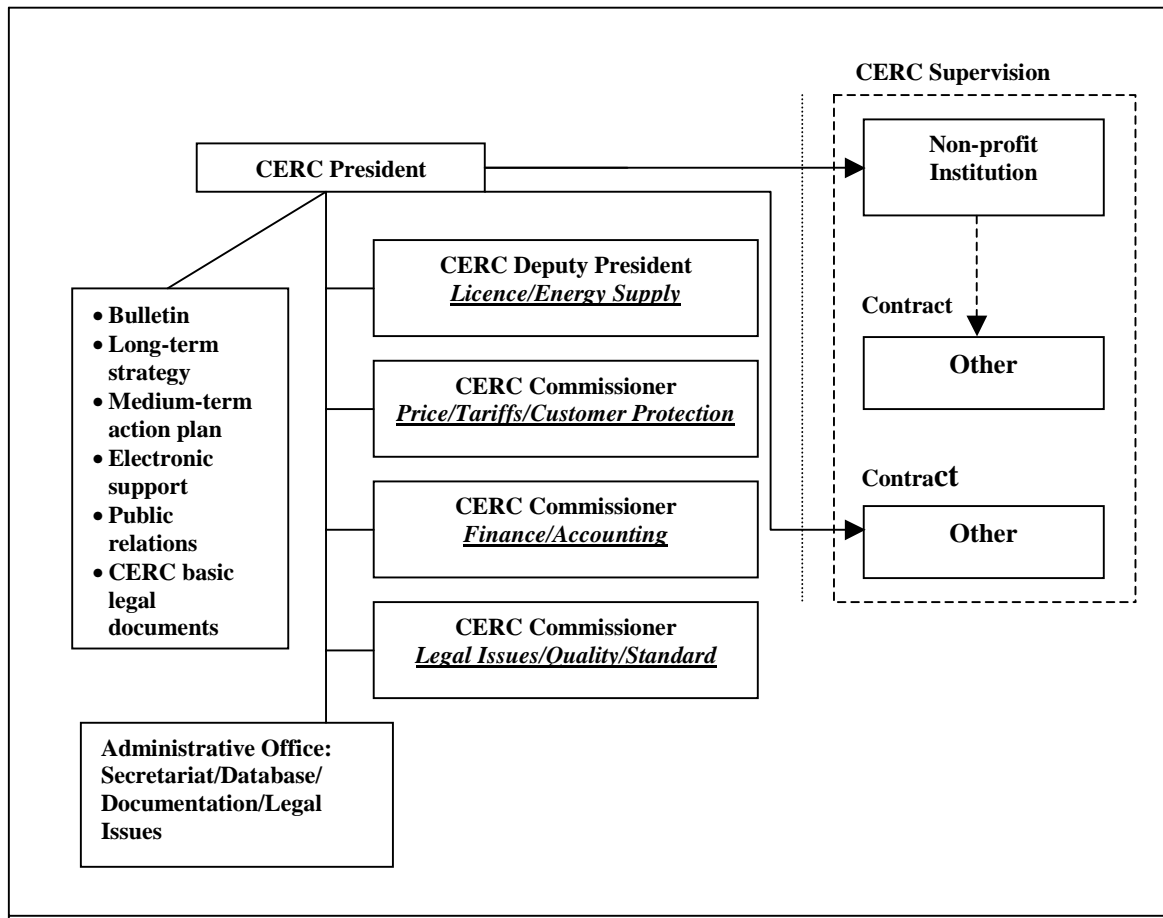 CERC Supervision
Non-profit
Institution
CERC President
CERC Deputy President
Licence/Energy Supply
• Bulletin
• Long-term
strategy
• Medium-term
action plan
• Electronic
support
• Public
relations
• CERC basic
legal
documents
Contract
Other
CERC Commissioner
Price/Tariffs/Customer Protection
Contract
Other
CERC Commissioner
Finance/Accounting
CERC Commissioner
Legal Issues/Quality/Standard
Administrative Office:
Secretariat/Database/
Documentation/Legal
Issues